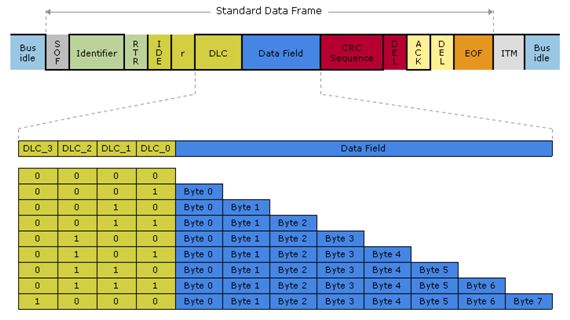 Standard Data Frame
Bus idle
SOF
Identifier
RTR
IDE
r
DLC
Data Field
CRC Sequence
DEL
ACK
DEL
EOF
ITM
Bus idle
DLC_3 DLC_2 DLC_1 DLC_0 Data Field
0 0 0 0
0 0 0 1 Byte 0
0 0 1 0 Byte 0 Byte 1
0 0 1 1 Byte 0 Byte 1 Byte 2
0 1 0 0 Byte 0 Byte 1 Byte 2 Byte 3
0 1 0 1 Byte 0 Byte 1 Byte 2 Byte 3 Byte 4
0 1 1 0 Byte 0 Byte 1 Byte 2 Byte 3 Byte 4 Byte 5
0 1 1 1 Byte 0 Byte 1 Byte 2 Byte 3 Byte 4 Byte 5 Byte 6
1 0 0 0 Byte 0 Byte 1 Byte 2 Byte 3 Byte 4 Byte 5 Byte 6 Byte 7